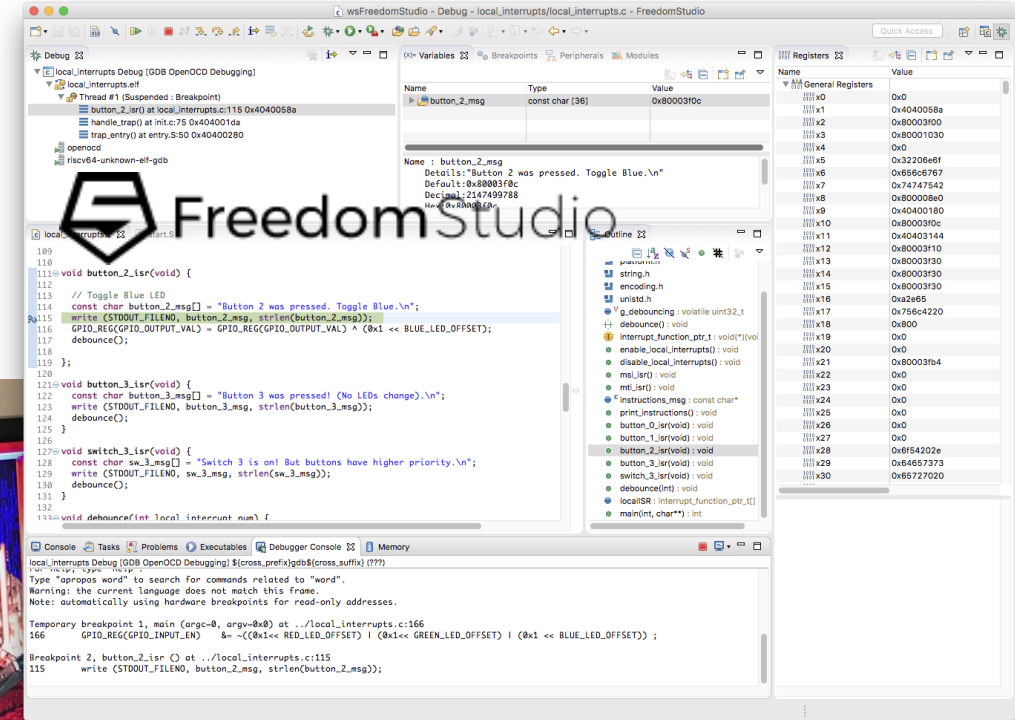 wsFreedomStudio - Debug - local_interrupts/local_interrupts.c - FreedomStudio
Quick Access
Debug
local_interrupts Debug [GDB OpenOCD Debugging]
local_interrupts.elf
Thread #1 (Suspended : Breakpoint)
button_2_isr() at local_interrupts.c:115 0x4040058a
handle_trap() at init.c:75 0x404001da
trap_entry() at entry.S:50 0x40400280
openocd
riscv64-unknown-elf-gdb
(x)= Variables Breakpoints Peripherals Modules
Name Type Value
button_2_msg const char [36] 0x80003f0c
Name : button_2_msg
Details:"Button 2 was pressed. Toggle Blue.\n"
Default:0x80003f0c
Decimal:2147499788
Hex:0x80003f0c
Registers
Name Value
General Registers
x0 0x0
x1 0x4040058a
x2 0x80003f00
x3 0x80001030
x4 0x0
x5 0x32206e6f
x6 0x656c6767
x7 0x74747542
x8 0x800008e0
x9 0x40400180
x10 0x80003f0c
x11 0x40403144
x12 0x80003f10
x13 0x80003f30
x14 0x80003f30
x15 0x80003f30
x16 0xa2e65
x17 0x756c4220
x18 0x800
x19 0x0
x20 0x0
x21 0x80003fb4
x22 0x0
x23 0x0
x24 0x0
x25 0x0
x26 0x0
x27 0x0
x28 0x6f54202e
x29 0x64657373
x30 0x65727020
FreedomStudio
109
110
111 void button_2_isr(void) {
112
113 // Toggle Blue LED
114 const char button_2_msg[] = "Button 2 was pressed. Toggle Blue.\n";
115 write (STDOUT_FILENO, button_2_msg, strlen(button_2_msg));
116 GPIO_REG(GPIO_OUTPUT_VAL) = GPIO_REG(GPIO_OUTPUT_VAL) ^ (0x1 << BLUE_LED_OFFSET);
117 debounce();
118
119 };
120
121 void button_3_isr(void) {
122 const char button_3_msg[] = "Button 3 was pressed! (No LEDs change).\n";
123 write (STDOUT_FILENO, button_3_msg, strlen(button_3_msg));
124 debounce();
125 }
126
127 void switch_3_isr(void) {
128 const char sw_3_msg[] = "Switch 3 is on! But buttons have higher priority.\n";
129 write (STDOUT_FILENO, sw_3_msg, strlen(sw_3_msg));
130 debounce();
131 }
132
133 void debounce(int local_interrupt_num) {
Outline
platform.h
string.h
encoding.h
unistd.h
g_debouncing : volatile uint32_t
debounce() : void
interrupt_function_ptr_t : void(*)(voi
enable_local_interrupts() : void
disable_local_interrupts() : void
msi_isr() : void
mti_isr() : void
instructions_msg : const char*
print_instructions() : void
button_0_isr(void) : void
button_1_isr(void) : void
button_2_isr(void) : void
button_3_isr(void) : void
switch_3_isr(void) : void
debounce(int) : void
localISR : interrupt_function_ptr_t[]
main(int, char**) : int
Console Tasks Problems Executables Debugger Console Memory
local_interrupts Debug [GDB OpenOCD Debugging] ${cross_prefix}gdb${cross_suffix} (???)
For help, type "help".
Type "apropos word" to search for commands related to "word".
Warning: the current language does not match this frame.
Note: automatically using hardware breakpoints for read-only addresses.
Temporary breakpoint 1, main (argc=0, argv=0x0) at ../local_interrupts.c:166
166 GPIO_REG(GPIO_INPUT_EN) &= ~((0x1<< RED_LED_OFFSET) | (0x1<< GREEN_LED_OFFSET) | (0x1 << BLUE_LED_OFFSET)) ;
Breakpoint 2, button_2_isr () at ../local_interrupts.c:115
115 write (STDOUT_FILENO, button_2_msg, strlen(button_2_msg));